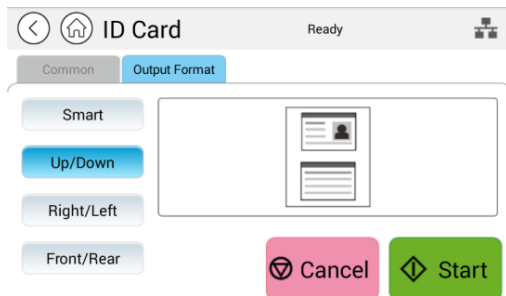 ID Card
Ready
Common
Output Format
Smart
Up/Down
Right/Left
Front/Rear
Cancel
Start